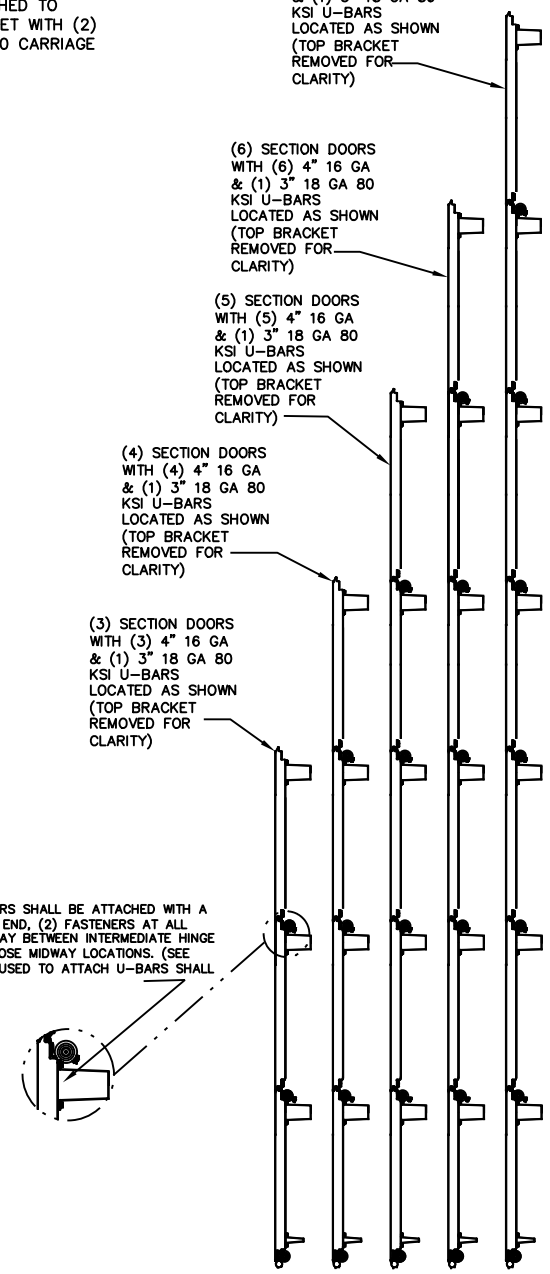 HED TO
ET WITH (2)
O CARRIAGE
& (1) 3" 18 GA 80
KSI U-BARS
LOCATED AS SHOWN
(TOP BRACKET
REMOVED FOR
CLARITY)
(6) SECTION DOORS
WITH (6) 4" 16 GA
& (1) 3" 18 GA 80
KSI U-BARS
LOCATED AS SHOWN
(TOP BRACKET
REMOVED FOR
CLARITY)
(5) SECTION DOORS
WITH (5) 4" 16 GA
& (1) 3" 18 GA 80
KSI U-BARS
LOCATED AS SHOWN
(TOP BRACKET
REMOVED FOR
CLARITY)
(4) SECTION DOORS
WITH (4) 4" 16 GA
& (1) 3" 18 GA 80
KSI U-BARS
LOCATED AS SHOWN
(TOP BRACKET
REMOVED FOR
CLARITY)
(3) SECTION DOORS
WITH (3) 4" 16 GA
& (1) 3" 18 GA 80
KSI U-BARS
LOCATED AS SHOWN
(TOP BRACKET
REMOVED FOR
CLARITY)
RS SHALL BE ATTACHED WITH A
END, (2) FASTENERS AT ALL
AY BETWEEN INTERMEDIATE HINGE
OSE MIDWAY LOCATIONS. (SEE
USED TO ATTACH U-BARS SHALL